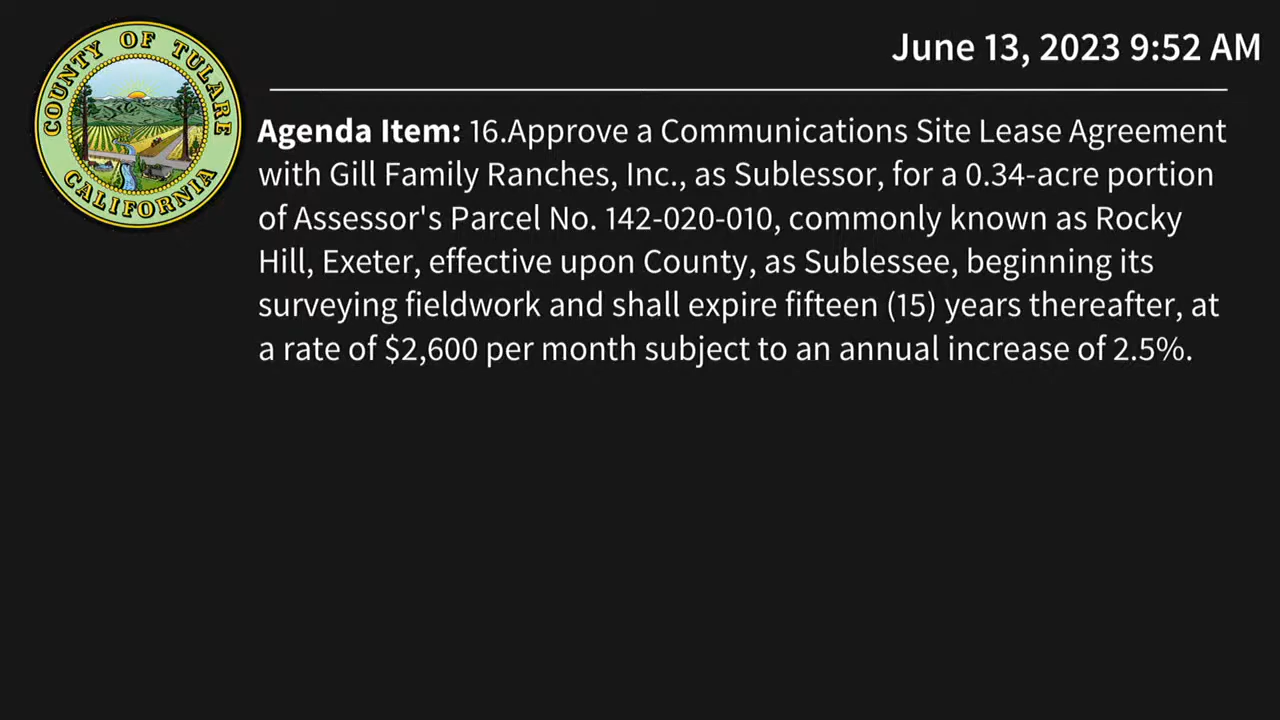 COUNTY OF TULARE
CALIFORNIA
June 13, 2023 9:52 AM
Agenda Item: 16.Approve a Communications Site Lease Agreement
with Gill Family Ranches, Inc., as Sublessor, for a 0.34-acre portion
of Assessor's Parcel No. 142-020-010, commonly known as Rocky
Hill, Exeter, effective upon County, as Sublessee, beginning its
surveying fieldwork and shall expire fifteen (15) years thereafter, at
a rate of $2,600 per month subject to an annual increase of 2.5%.